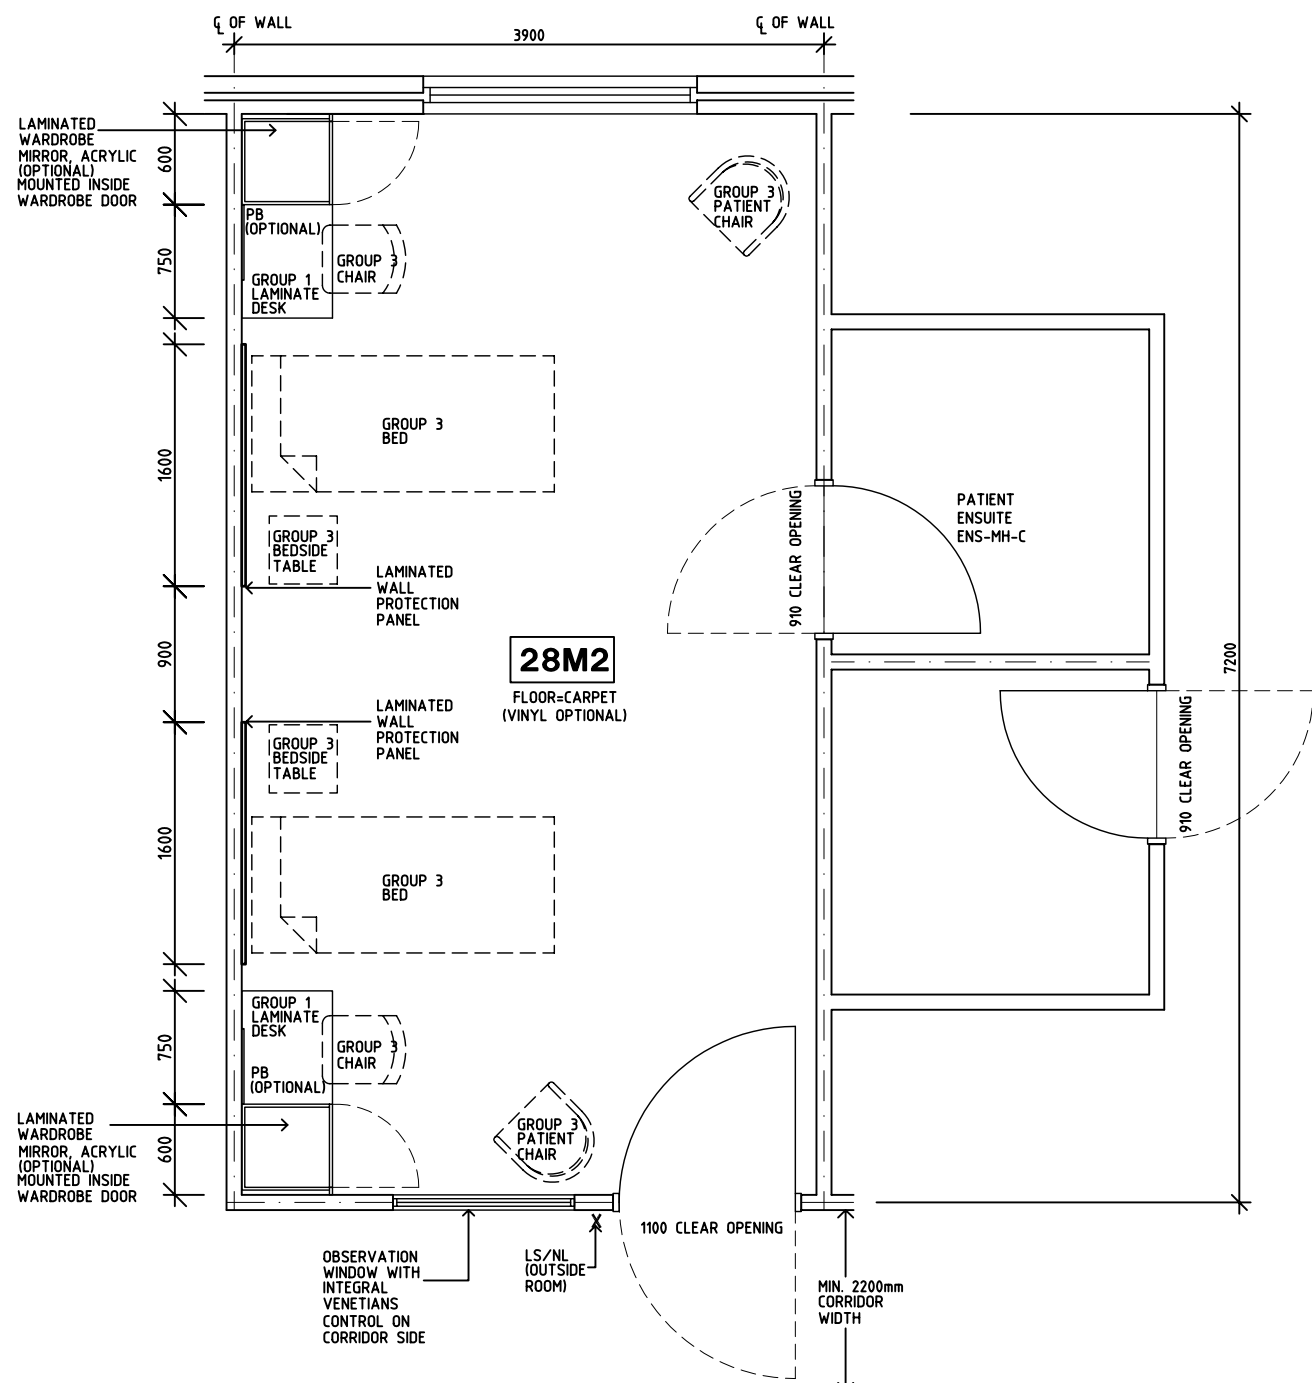 ℄ OF WALL
℄ OF WALL
3900
LAMINATED
WARDROBE
MIRROR, ACRYLIC
(OPTIONAL)
MOUNTED INSIDE
WARDROBE DOOR
600
GROUP 3
PATIENT
CHAIR
PB
(OPTIONAL)
750
GROUP 3
CHAIR
GROUP 1
LAMINATE
DESK
GROUP 3
BED
1600
910 CLEAR OPENING
PATIENT
ENSUITE
ENS-MH-C
GROUP 3
BEDSIDE
TABLE
LAMINATED
WALL
PROTECTION
PANEL
900
28M2
FLOOR=CARPET
(VINYL OPTIONAL)
7200
LAMINATED
WALL
PROTECTION
PANEL
GROUP 3
BEDSIDE
TABLE
910 CLEAR OPENING
1600
GROUP 3
BED
GROUP 1
LAMINATE
DESK
750
GROUP 3
CHAIR
PB
(OPTIONAL)
LAMINATED
WARDROBE
MIRROR, ACRYLIC
(OPTIONAL)
MOUNTED INSIDE
WARDROBE DOOR
600
GROUP 3
PATIENT
CHAIR
1100 CLEAR OPENING
OBSERVATION
WINDOW WITH
INTEGRAL
VENETIANS
CONTROL ON
CORRIDOR SIDE
LS/NL
(OUTSIDE
ROOM)
MIN. 2200mm
CORRIDOR
WIDTH